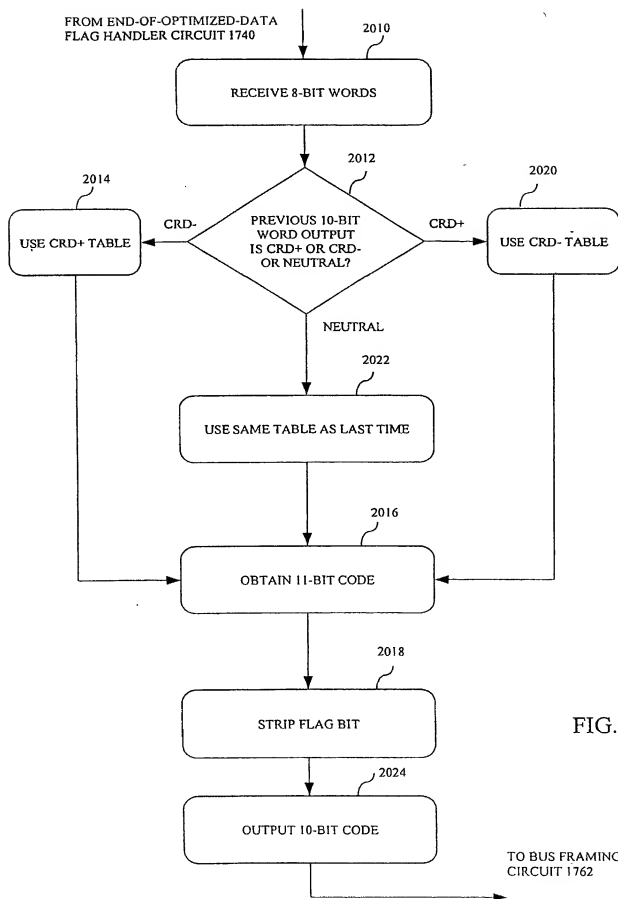 FROM END-OF-OPTIMIZED-DATA
FLAG HANDLER CIRCUIT 1740
2010
RECEIVE 8-BIT WORDS
2012
2014
2020
CRD-
PREVIOUS 10-BIT
WORD OUTPUT
IS CRD+ OR CRD-
OR NEUTRAL?
CRD+
USE CRD+ TABLE
USE CRD- TABLE
NEUTRAL
2022
USE SAME TABLE AS LAST TIME
2016
OBTAIN 11-BIT CODE
2018
STRIP FLAG BIT
FIG.
2024
OUTPUT 10-BIT CODE
TO BUS FRAMING
CIRCUIT 1762